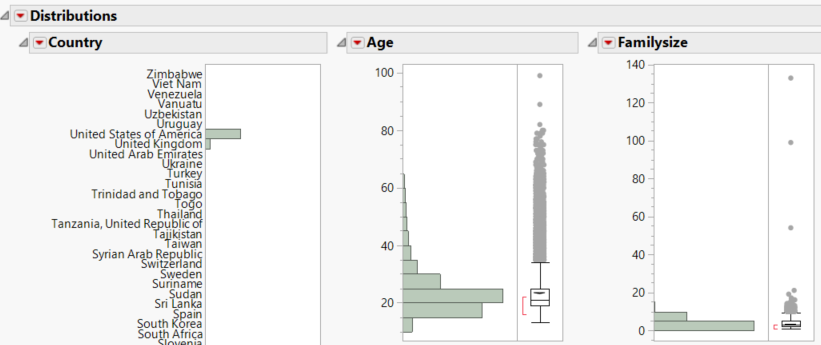 Distributions
Country
Zimbabwe
Viet Nam
Venezuela
Vanuatu
Uzbekistan
Uruguay
United States of America
United Kingdom
United Arab Emirates
Ukraine
Turkey
Tunisia
Trinidad and Tobago
Togo
Thailand
Tanzania, United Republic of
Tajikistan
Taiwan
Syrian Arab Republic
Switzerland
Sweden
Suriname
Sudan
Sri Lanka
Spain
South Korea
South Africa
Slovenia
Age
100
80
60
40
20
Familysize
140
120
100
80
60
40
20
0